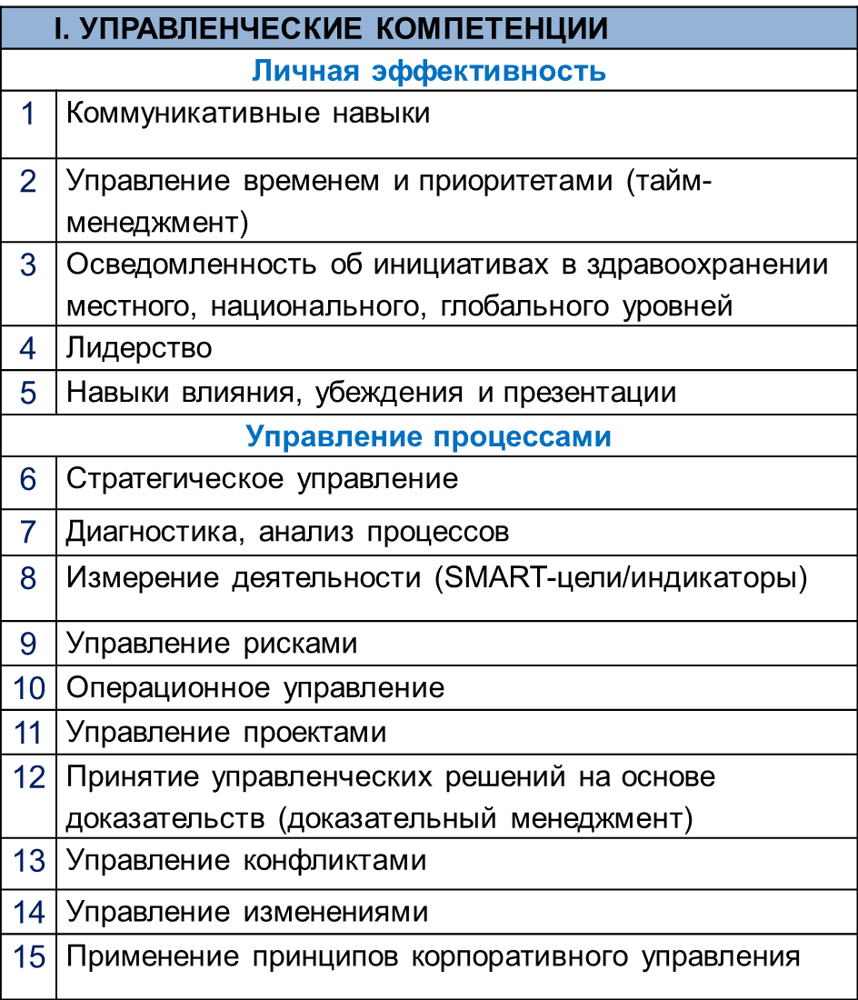 I. УПРАВЛЕНЧЕСКИЕ КОМПЕТЕНЦИИ
Личная эффективность
1 Коммуникативные навыки
2 Управление временем и приоритетами (тайм-
менеджмент)
3 Осведомленность об инициативах в здравоохранении
местного, национального, глобального уровней
4 Лидерство
5 Навыки влияния, убеждения и презентации
Управление процессами
6 Стратегическое управление
7 Диагностика, анализ процессов
8 Измерение деятельности (SMART-цели/индикаторы)
9 Управление рисками
10 Операционное управление
11 Управление проектами
12 Принятие управленческих решений на основе
доказательств (доказательный менеджмент)
13 Управление конфликтами
14 Управление изменениями
15 Применение принципов корпоративного управления